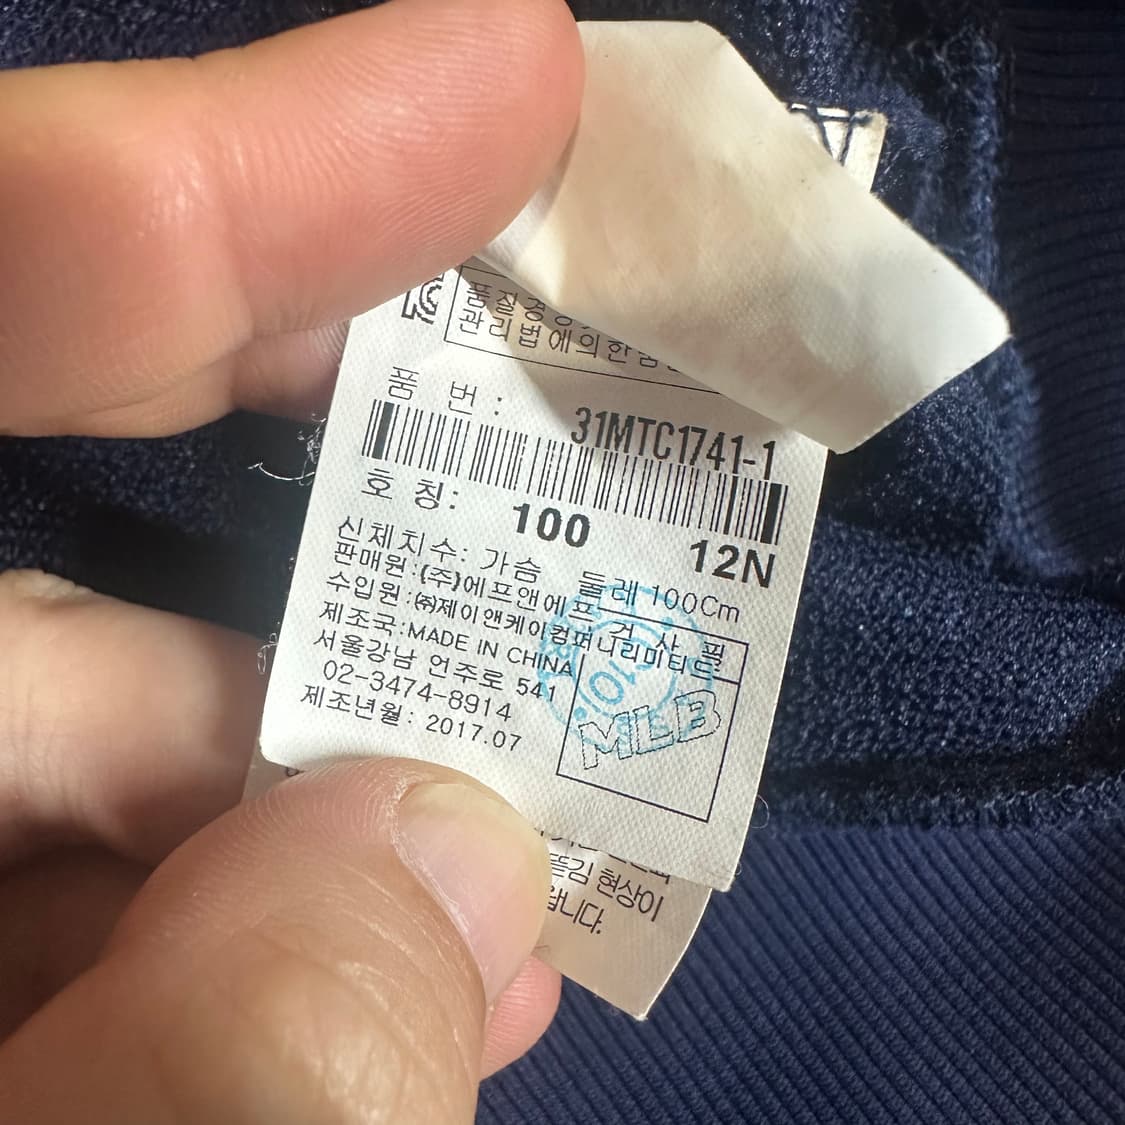 품질경
관리법에의한
품 번: 31MTC1741-1
호 칭: 100 12N
신체치수: 가슴 둘레 100Cm
판매원:(주)에프앤에프
수입원:㈜제이앤케이컴퍼니리미티드
제조국:MADE IN CHINA
서울강남 언주로 541
02-3474-8914
제조년월: 2017.07
검 사 필
MLB
뜯김 현상이